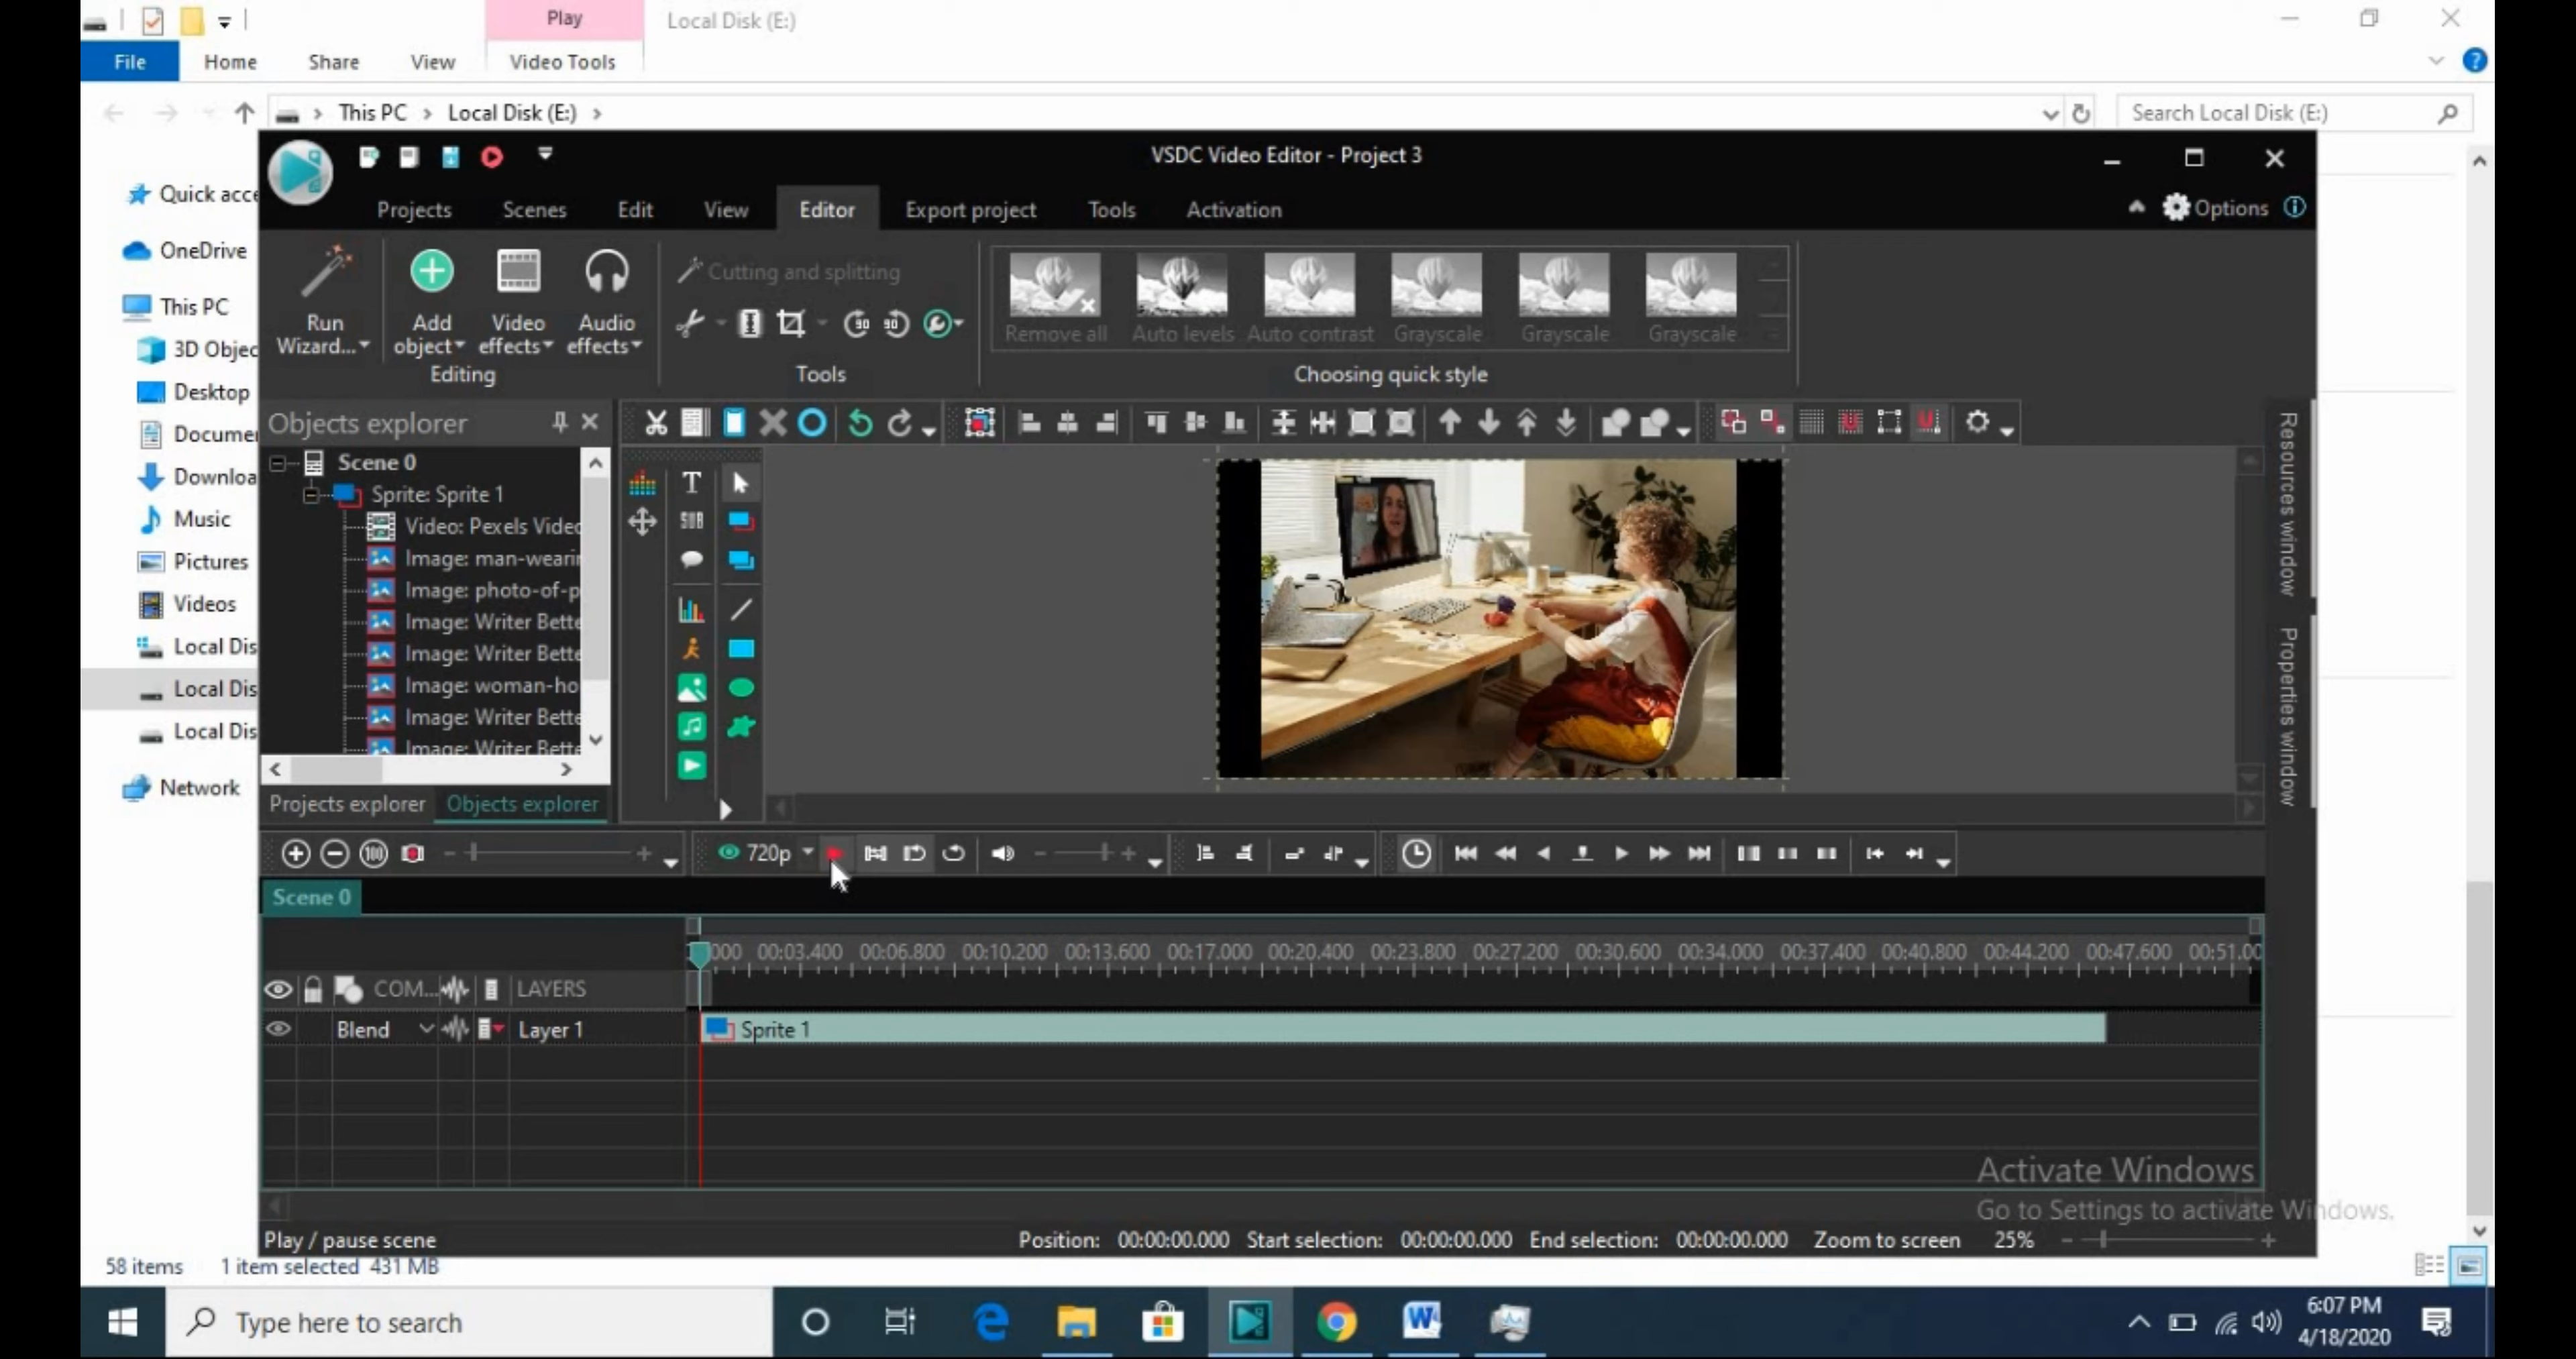 Play
Local Disk (E:)
File
Home
Share
View
Video Tools
This PC
Local Disk (E:)
Search Local Disk (E:)
VSDC Video Editor - Project 3
Projects
Scenes
Edit
View
Editor
Export project
Tools
Activation
Options
Run Wizard...
Add object
Video effects
Audio effects
Editing
Cutting and splitting
Tools
Remove all
Auto levels
Auto contrast
Grayscale
Grayscale
Grayscale
Choosing quick style
Quick acce
OneDrive
This PC
3D Objec
Desktop
Documer
Downloa
Music
Pictures
Videos
Local Dis
Local Dis
Local Dis
Network
Objects explorer
Scene 0
Sprite: Sprite 1
Video: Pexels Videc
Image: man-wearin
Image: photo-of-p
Image: Writer Bette
Image: Writer Bette
Image: woman-ho
Image: Writer Bette
Image: Writer Bette
Projects explorer
Objects explorer
T
SUB
Resources window
Properties window
720p
Scene 0
000 00:03.400 00:06.800 00:10.200 00:13.600 00:17.000 00:20.400 00:23.800 00:27.200 00:30.600 00:34.000 00:37.400 00:40.800 00:44.200 00:47.600 00:51.00
COM...
LAYERS
Blend
Layer 1
Sprite 1
Activate Windows
Go to Settings to activate Windows.
Play / pause scene
Position: 00:00:00.000 Start selection: 00:00:00.000 End selection: 00:00:00.000 Zoom to screen 25%
58 items 1 item selected 431 MB
Type here to search
6:07 PM
4/18/2020